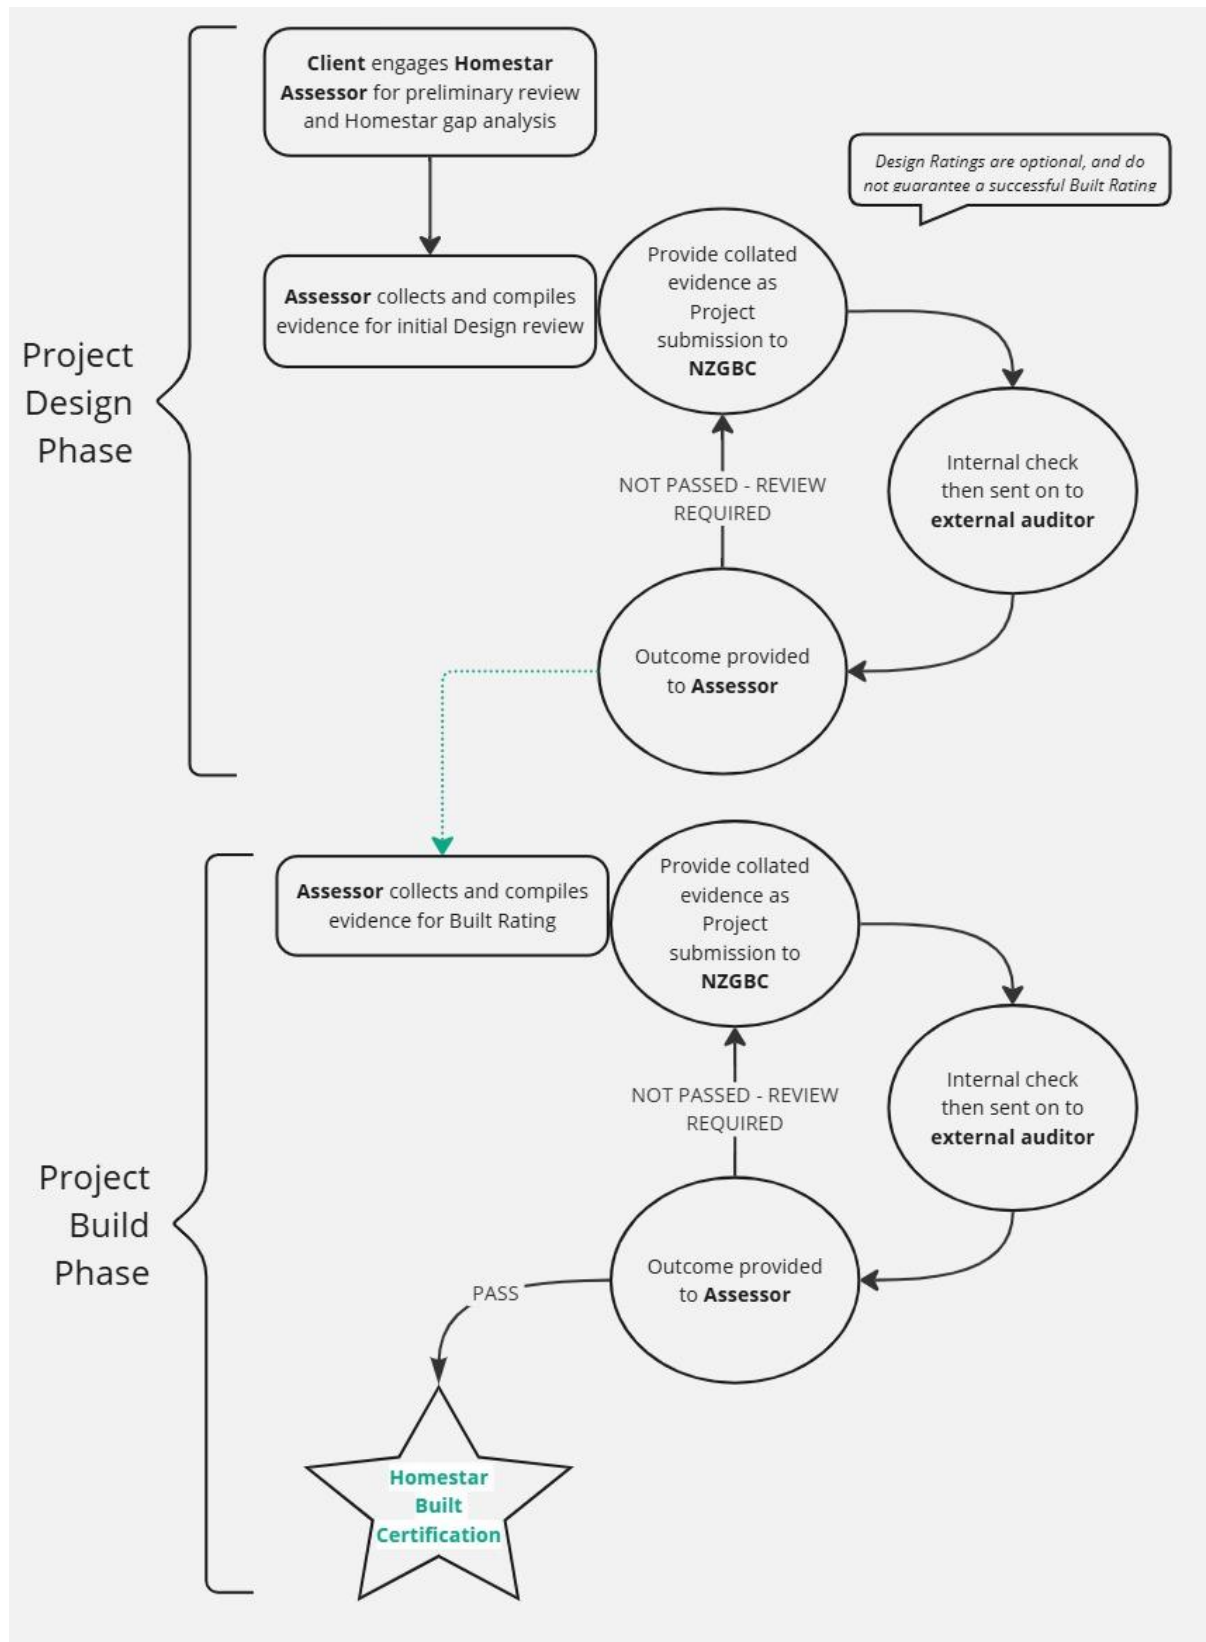 Client engages Homestar
Assessor for preliminary review
and Homestar gap analysis
Design Ratings are optional, and do
not guarantee a successful Built Rating
Assessor collects and compiles
evidence for initial Design review
Provide collated
evidence as
Project
submission to
NZGBC
Project
Design
Phase
Internal check
then sent on to
external auditor
NOT PASSED - REVIEW
REQUIRED
Outcome provided
to Assessor
Assessor collects and compiles
evidence for Built Rating
Provide collated
evidence as
Project
submission to
NZGBC
Internal check
then sent on to
external auditor
NOT PASSED - REVIEW
REQUIRED
Project
Build
Phase
Outcome provided
to Assessor
PASS
Homestar
Built
Certification